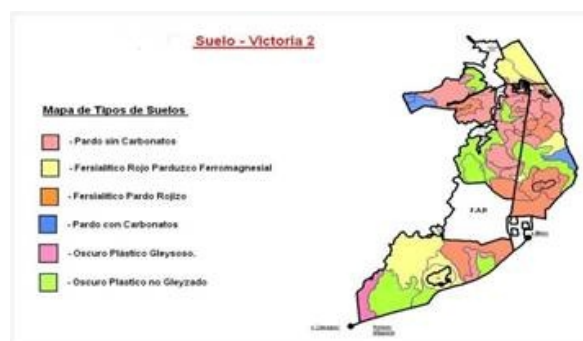 Suelo - Victoria 2
Mapa de Tipos de Suelos
- Pardo sin Carbonatos
- Fersialítico Rojo Parduzco Ferromagnesial
- Fersialítico Pardo Rojizo
- Pardo con Carbonatos
- Oscuro Plástico Gleysoso.
- Oscuro Plastico no Gleyzado